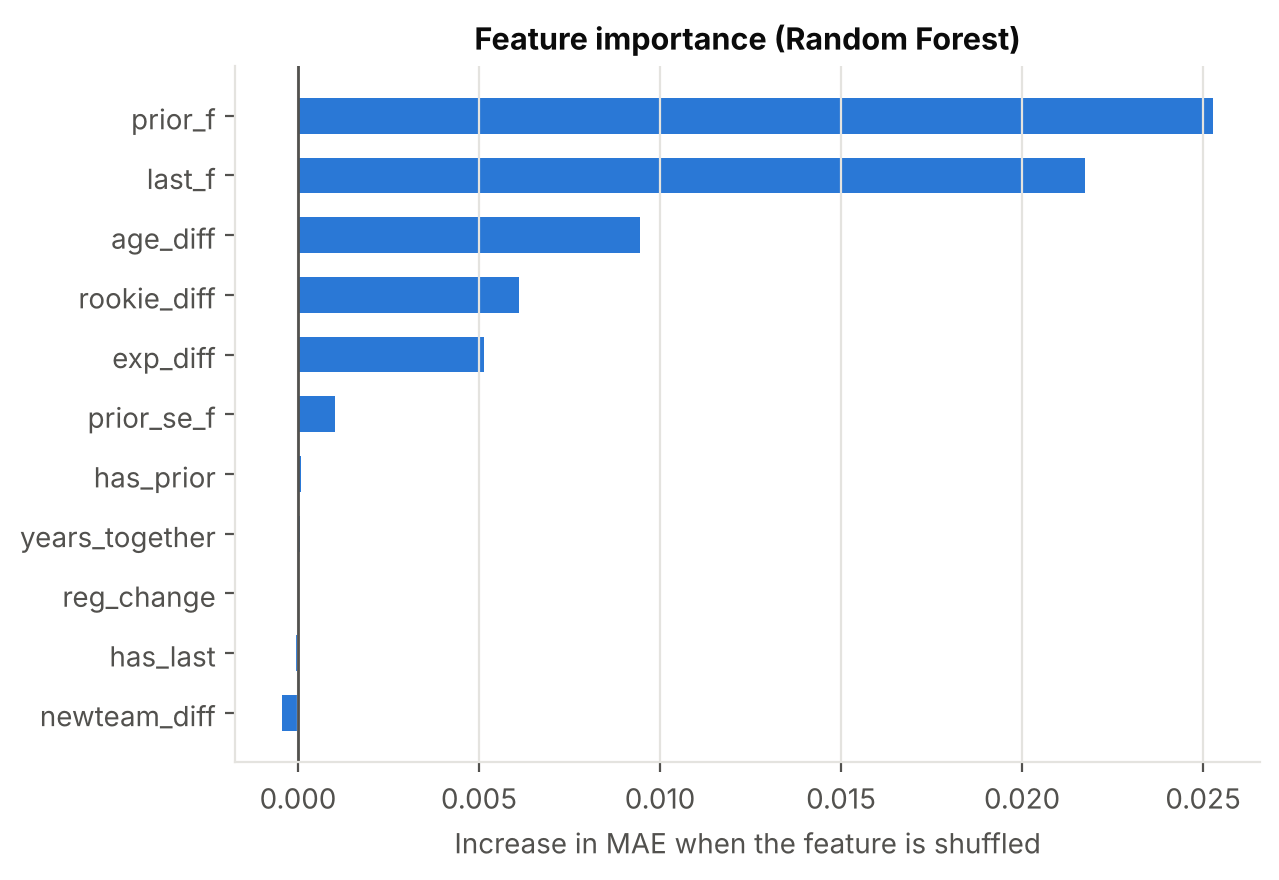 Feature importance (Random Forest)
prior_f
last_f
age_diff
rookie_diff
exp_diff
prior_se_f
has_prior
years_together
reg_change
has_last
newteam_diff
0.000 0.005 0.010 0.015 0.020 0.025
Increase in MAE when the feature is shuffled